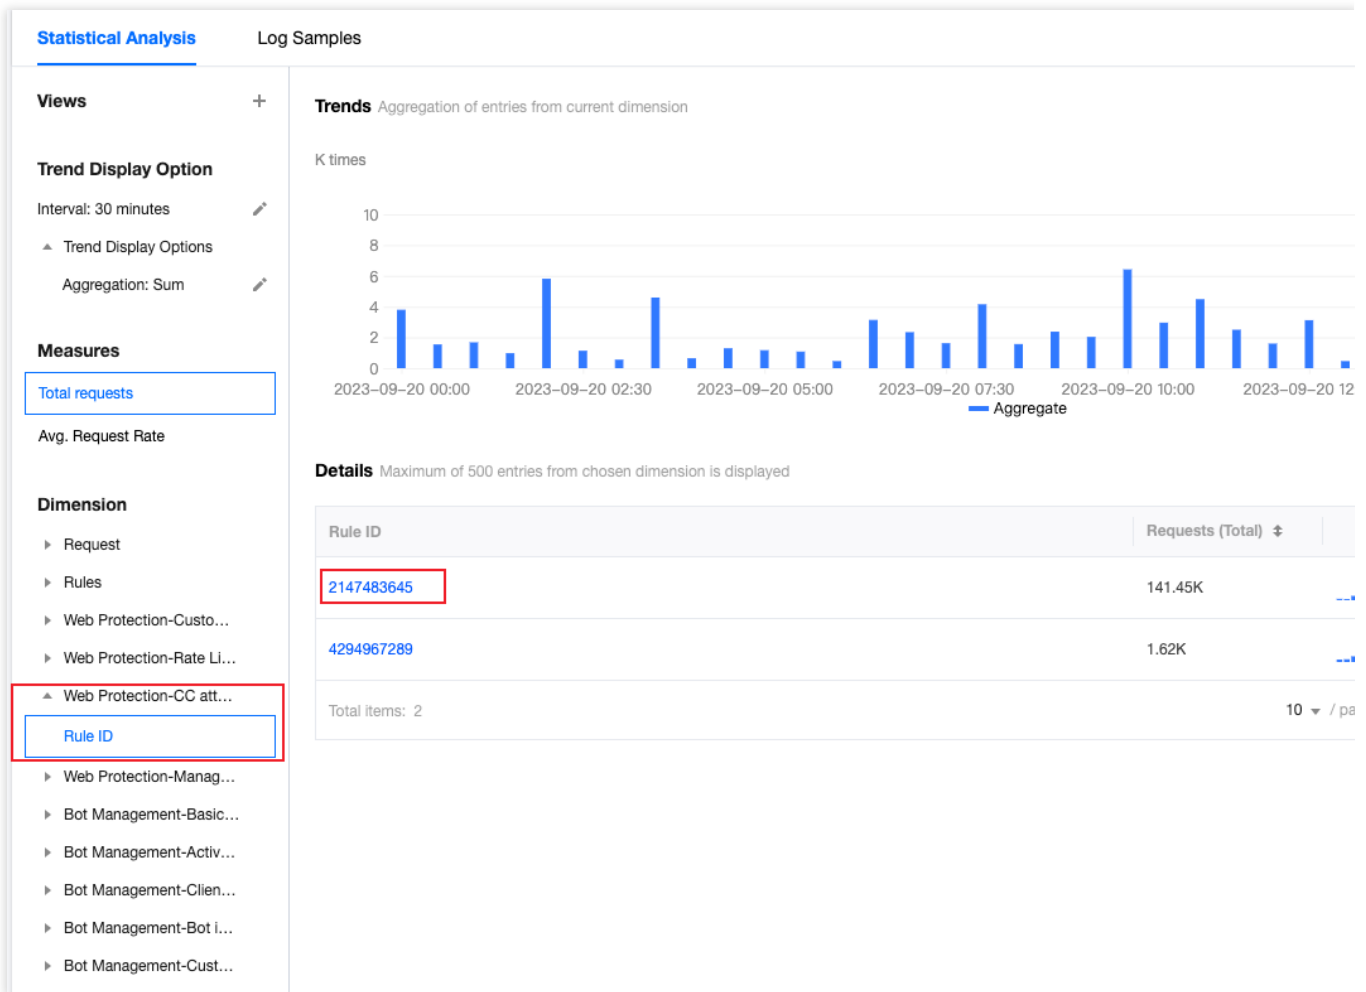 Statistical Analysis
Log Samples
Views
Trend Display Option
Interval: 30 minutes
Trend Display Options
Aggregation: Sum
Measures
Total requests
Avg. Request Rate
Dimension
Request
Rules
Web Protection-Custo...
Web Protection-Rate Li...
Web Protection-CC att...
Rule ID
Web Protection-Manag...
Bot Management-Basic...
Bot Management-Activ...
Bot Management-Clien...
Bot Management-Bot i...
Bot Management-Cust...
Trends Aggregation of entries from current dimension
K times
10
8
6
4
2
0
2023-09-20 00:00 2023-09-20 02:30 2023-09-20 05:00 2023-09-20 07:30 2023-09-20 10:00 2023-09-20 12
Aggregate
Details Maximum of 500 entries from chosen dimension is displayed
Rule ID Requests (Total)
2147483645 141.45K
4294967289 1.62K
Total items: 2 10 / pa